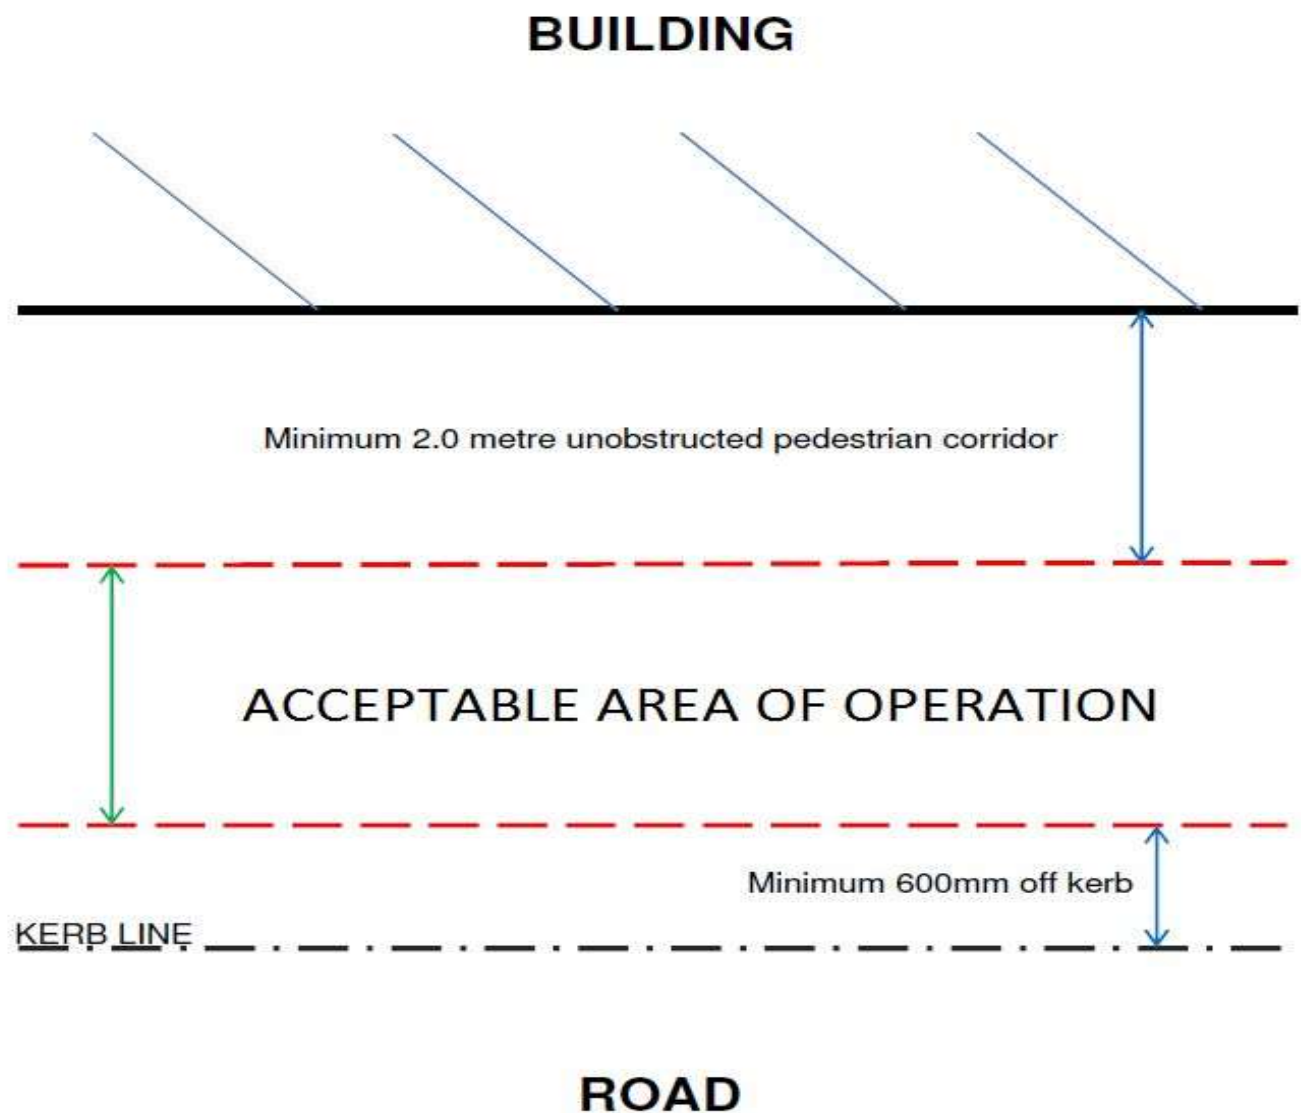 BUILDING
Minimum 2.0 metre unobstructed pedestrian corridor
ACCEPTABLE AREA OF OPERATION
Minimum 600mm off kerb
KERB LINE
ROAD